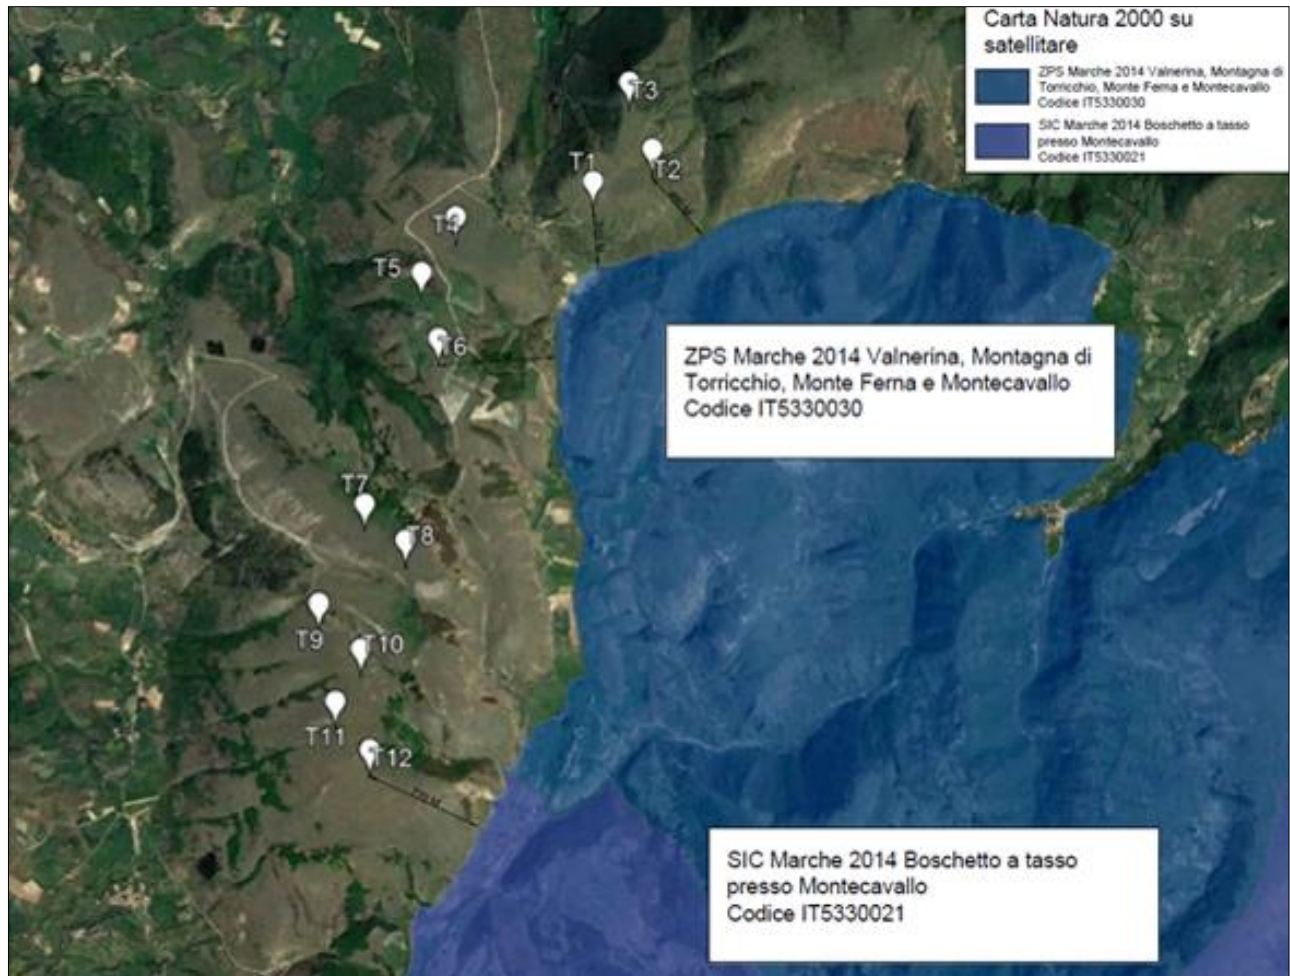 Carta Natura 2000 su
satellitare
ZPS Marche 2014 Valnerina, Montagna di
Torricchio, Monte Ferna e Montecavallo
Codice IT5330030
SIC Marche 2014 Boschetto a tasso
presso Montecavallo
Codice IT5330021
T3
T1
T2
T4
T5
T6
ZPS Marche 2014 Valnerina, Montagna di
Torricchio, Monte Ferna e Montecavallo
Codice IT5330030
T7
T8
T9
T10
T11
T12
SIC Marche 2014 Boschetto a tasso
presso Montecavallo
Codice IT5330021